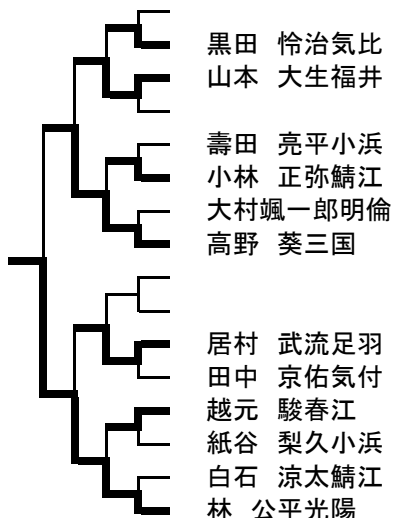 黒田 怜治気比
山本 大生福井
壽田 亮平小浜
小林 正弥鯖江
大村颯一郎明倫
高野 葵三国
居村 武流足羽
田中 京佑気付
越元 駿春江
紙谷 梨久小浜
白石 涼太鯖江
林 公平光陽